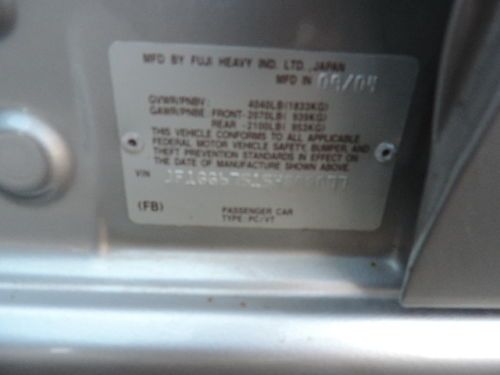 MFD BY FUJI HEAVY IND. LTD., JAPAN
MFD IN
GVWR/PNBV: 4040LB(1833KG)
GAWR/PNBE: FRONT-2070LB( 939KG)
REAR -2100LB( 953KG)
THIS VEHICLE CONFORMS TO ALL APPLICABLE
FEDERAL MOTOR VEHICLE SAFETY, BUMPER, AND
THEFT PREVENTION STANDARDS IN EFFECT ON
THE DATE OF MANUFACTURE SHOWN ABOVE.
VIN
(FB)
PASSENGER CAR
TYPE: PC/VT